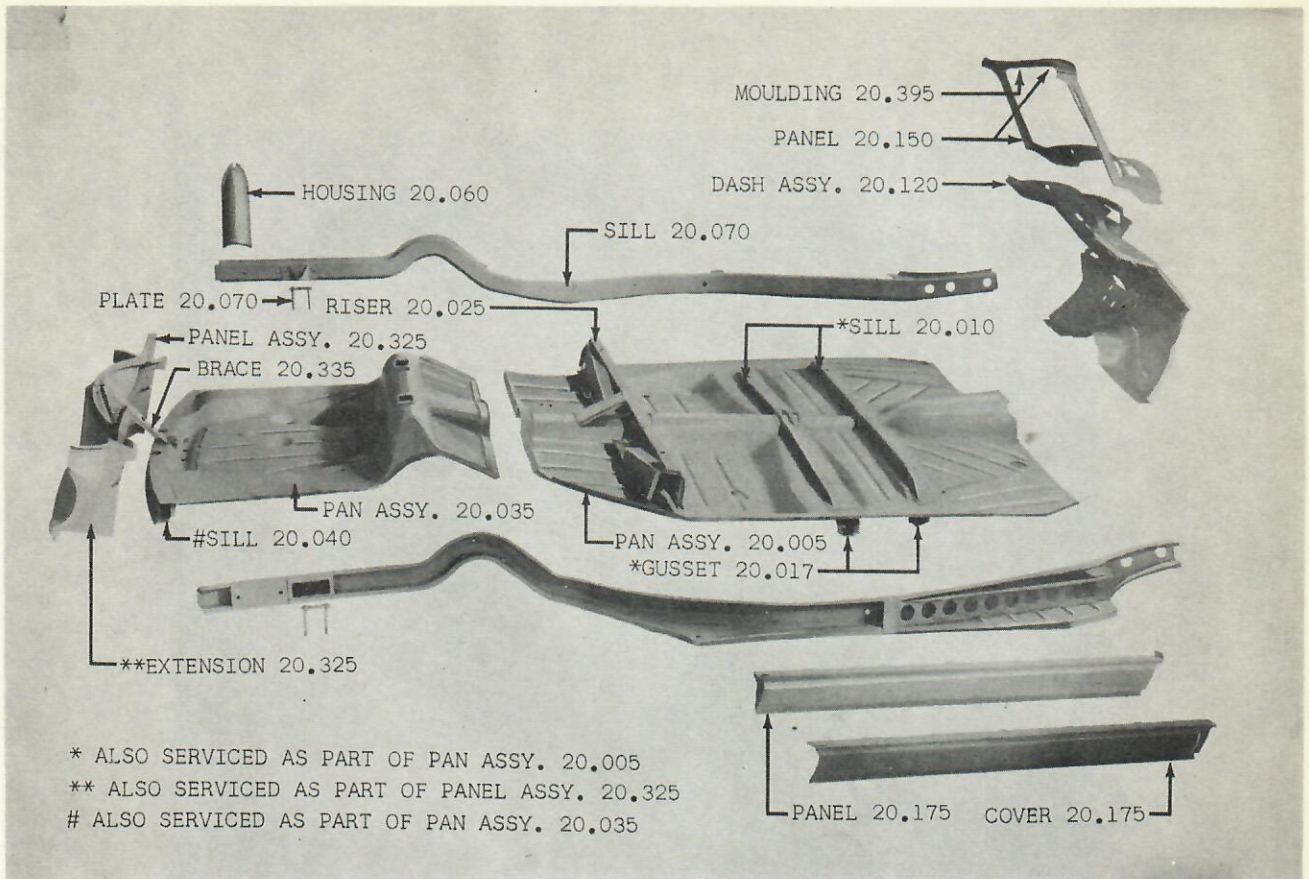 MOULDING 20.395
PANEL 20.150
DASH ASSY. 20.120
HOUSING 20.060
SILL 20.070
PLATE 20.070
RISER 20.025
*SILL 20.010
PANEL ASSY. 20.325
BRACE 20.335
PAN ASSY. 20.035
#SILL 20.040
PAN ASSY. 20.005
*GUSSET 20.017
**EXTENSION 20.325
* ALSO SERVICED AS PART OF PAN ASSY. 20.005
** ALSO SERVICED AS PART OF PANEL ASSY. 20.325
# ALSO SERVICED AS PART OF PAN ASSY. 20.035
PANEL 20.175
COVER 20.175